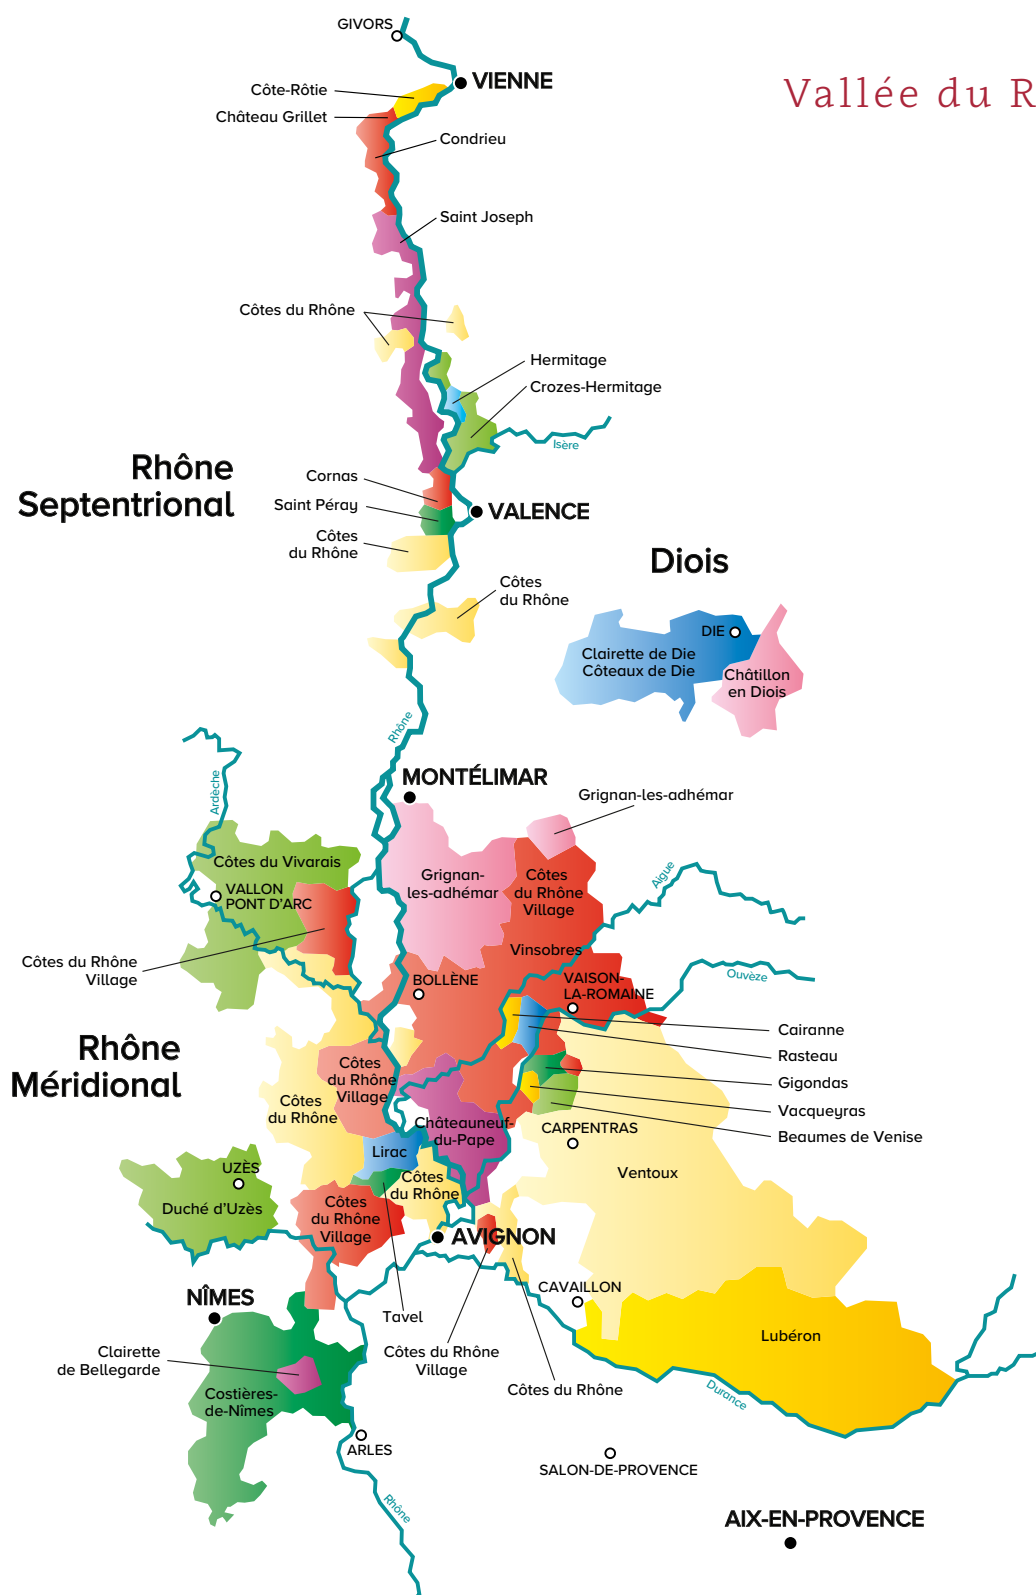 GIVORS
VIENNE
Vallée du R
Côte-Rôtie
Château Grillet
Condrieu
Saint Joseph
Côtes du Rhône
Hermitage
Crozes-Hermitage
Isère
Rhône
Septentrional
Cornas
Saint Péray
VALENCE
Côtes
du Rhône
Diois
Côtes
du Rhône
DIE
Clairette de Die
Côteaux de Die
Châtillon
en Diois
Rhône
Ardèche
MONTÉLIMAR
Grignan-les-adhémar
Côtes du Vivarais
VALLON
PONT D'ARC
Grignan-
les-adhémar
Côtes
du Rhône
Village
Aigue
Vinsobres
Côtes du Rhône
Village
BOLLÈNE
VAISON-
LA-ROMAINE
Ouvèze
Rhône
Méridional
Cairanne
Rasteau
Gigondas
Vacqueyras
Beaumes de Venise
Côtes
du Rhône
Village
Côtes
du Rhône
Châteauneuf-
du-Pape
CARPENTRAS
Lirac
Ventoux
UZÈS
Duché d'Uzès
Côtes
du Rhône
Côtes
du Rhône
Village
AVIGNON
NÎMES
CAVAILLON
Tavel
Lubéron
Clairette
de Bellegarde
Côtes du Rhône
Village
Côtes du Rhône
Durance
Costières-
de-Nîmes
ARLES
SALON-DE-PROVENCE
Rhône
AIX-EN-PROVENCE